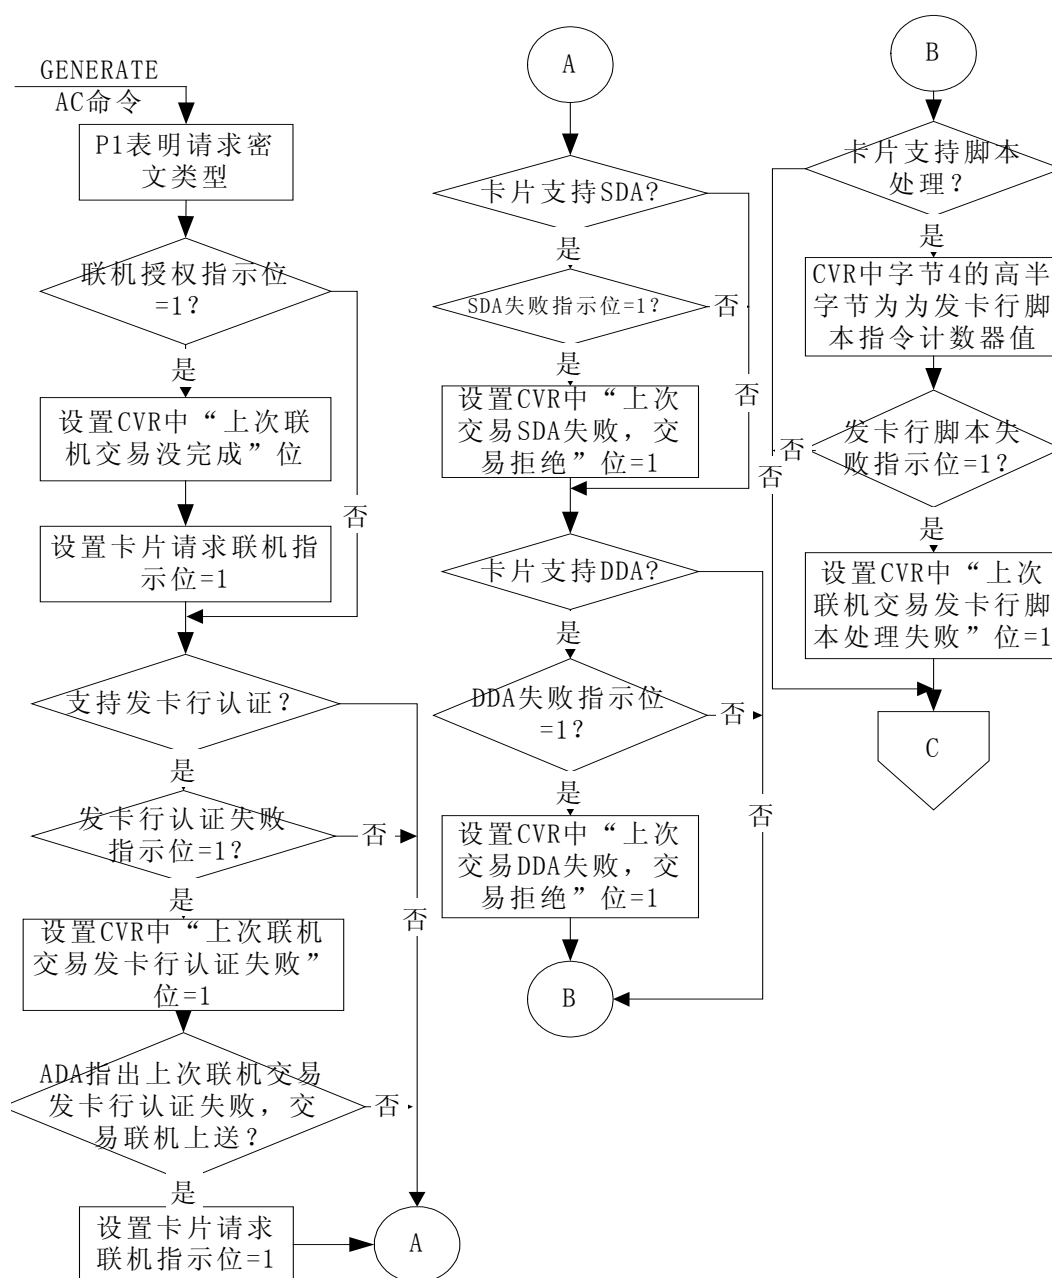 GENERATE
AC命令
P1表明请求密
文类型
联机授权指示位
=1?
是
否
设置CVR中“上次联
机交易没完成”位
设置卡片请求联机指
示位=1
支持发卡行认证?
是
否
发卡行认证失败
指示位=1?
否
是
设置CVR中“上次联机
交易发卡行认证失败”
位=1
ADA指出上次联机交易
发卡行认证失败，交
易联机上送?
否
是
设置卡片请求
联机指示位=1
A
A
卡片支持SDA?
是
否
SDA失败指示位=1?
否
是
设置CVR中“上次
交易SDA失败，交
易拒绝”位=1
卡片支持DDA?
是
否
DDA失败指示位
=1?
否
是
设置CVR中“上次
交易DDA失败，交
易拒绝”位=1
B
B
卡片支持脚本
处理?
是
否
CVR中字节4的高半
字节为为发卡行脚
本指令计数器值
发卡行脚本失
败指示位=1?
否
是
设置CVR中“上次
联机交易发卡行脚
本处理失败”位=1
C